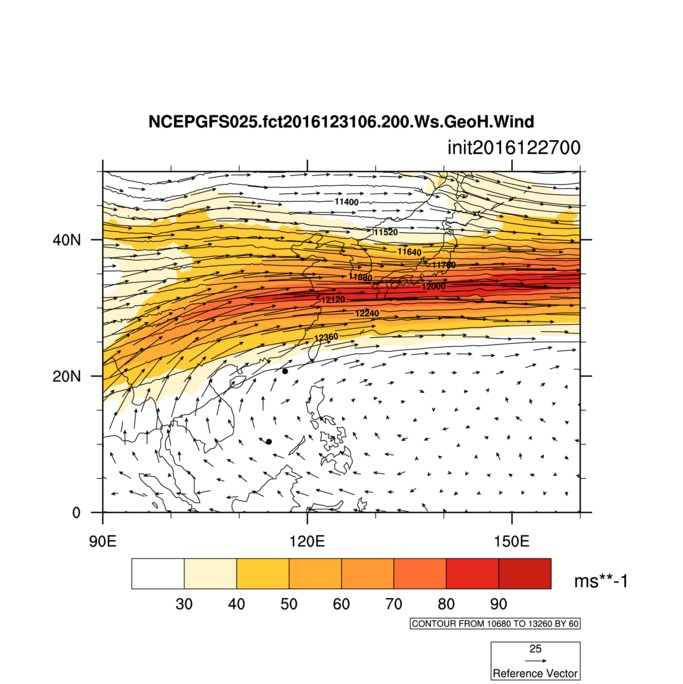 NCEPGFS025.fct2016123106.200.Ws.GeoH.Wind
init2016122700
11400
11520
40N
11640
11760
11880
12000
12120
12240
12360
20N
0
90E 120E 150E
ms**-1
30 40 50 60 70 80 90
CONTOUR FROM 10680 TO 13260 BY 60
25
Reference Vector